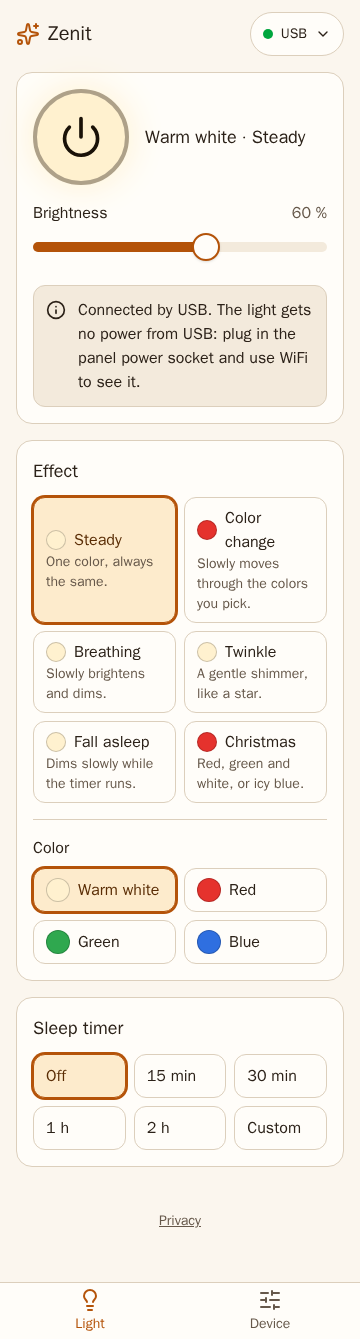 Zenit
USB
Warm white · Steady
Brightness
60 %
Connected by USB. The light gets
no power from USB: plug in the
panel power socket and use WiFi
to see it.
Effect
Steady
One color, always
the same.
Color
change
Slowly moves
through the colors
you pick.
Breathing
Slowly brightens
and dims.
Twinkle
A gentle shimmer,
like a star.
Fall asleep
Dims slowly while
the timer runs.
Christmas
Red, green and
white, or icy blue.
Color
Warm white
Red
Green
Blue
Sleep timer
Off
15 min
30 min
1 h
2 h
Custom
Privacy
Light
Device